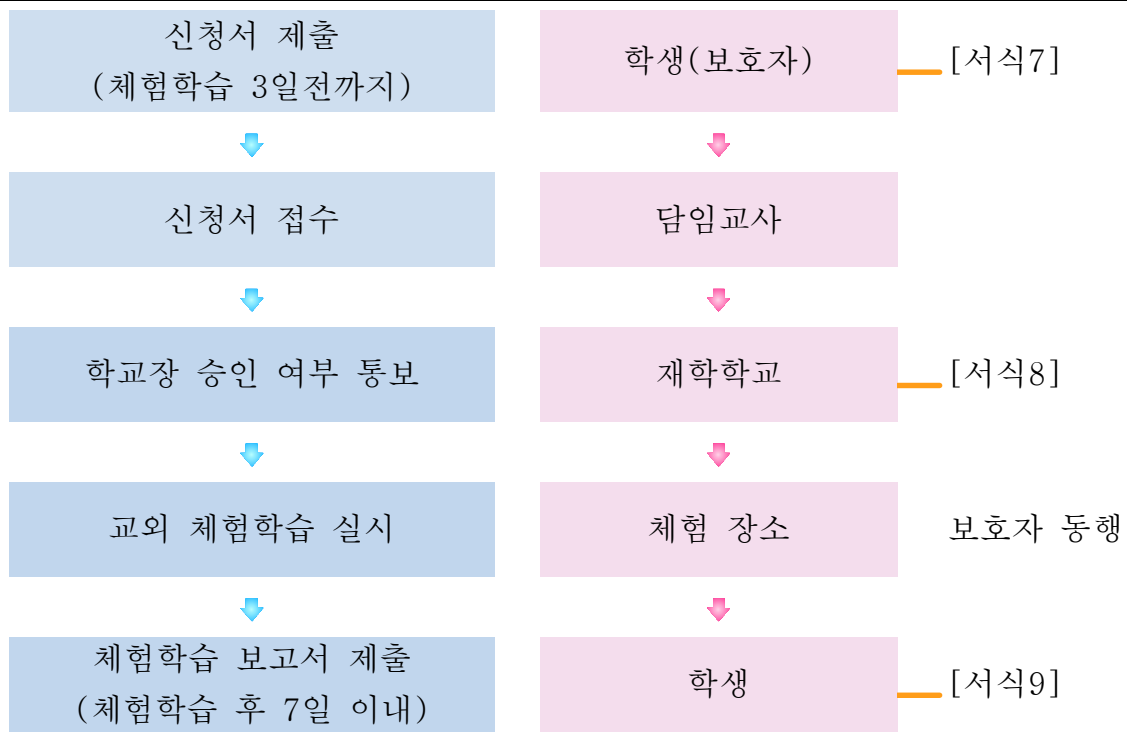 신청서 제출
(체험학습 3일전까지)
학생(보호자)
[서식7]
신청서 접수
담임교사
학교장 승인 여부 통보
재학학교
[서식8]
교외 체험학습 실시
체험 장소
보호자 동행
체험학습 보고서 제출
(체험학습 후 7일 이내)
학생
[서식9]